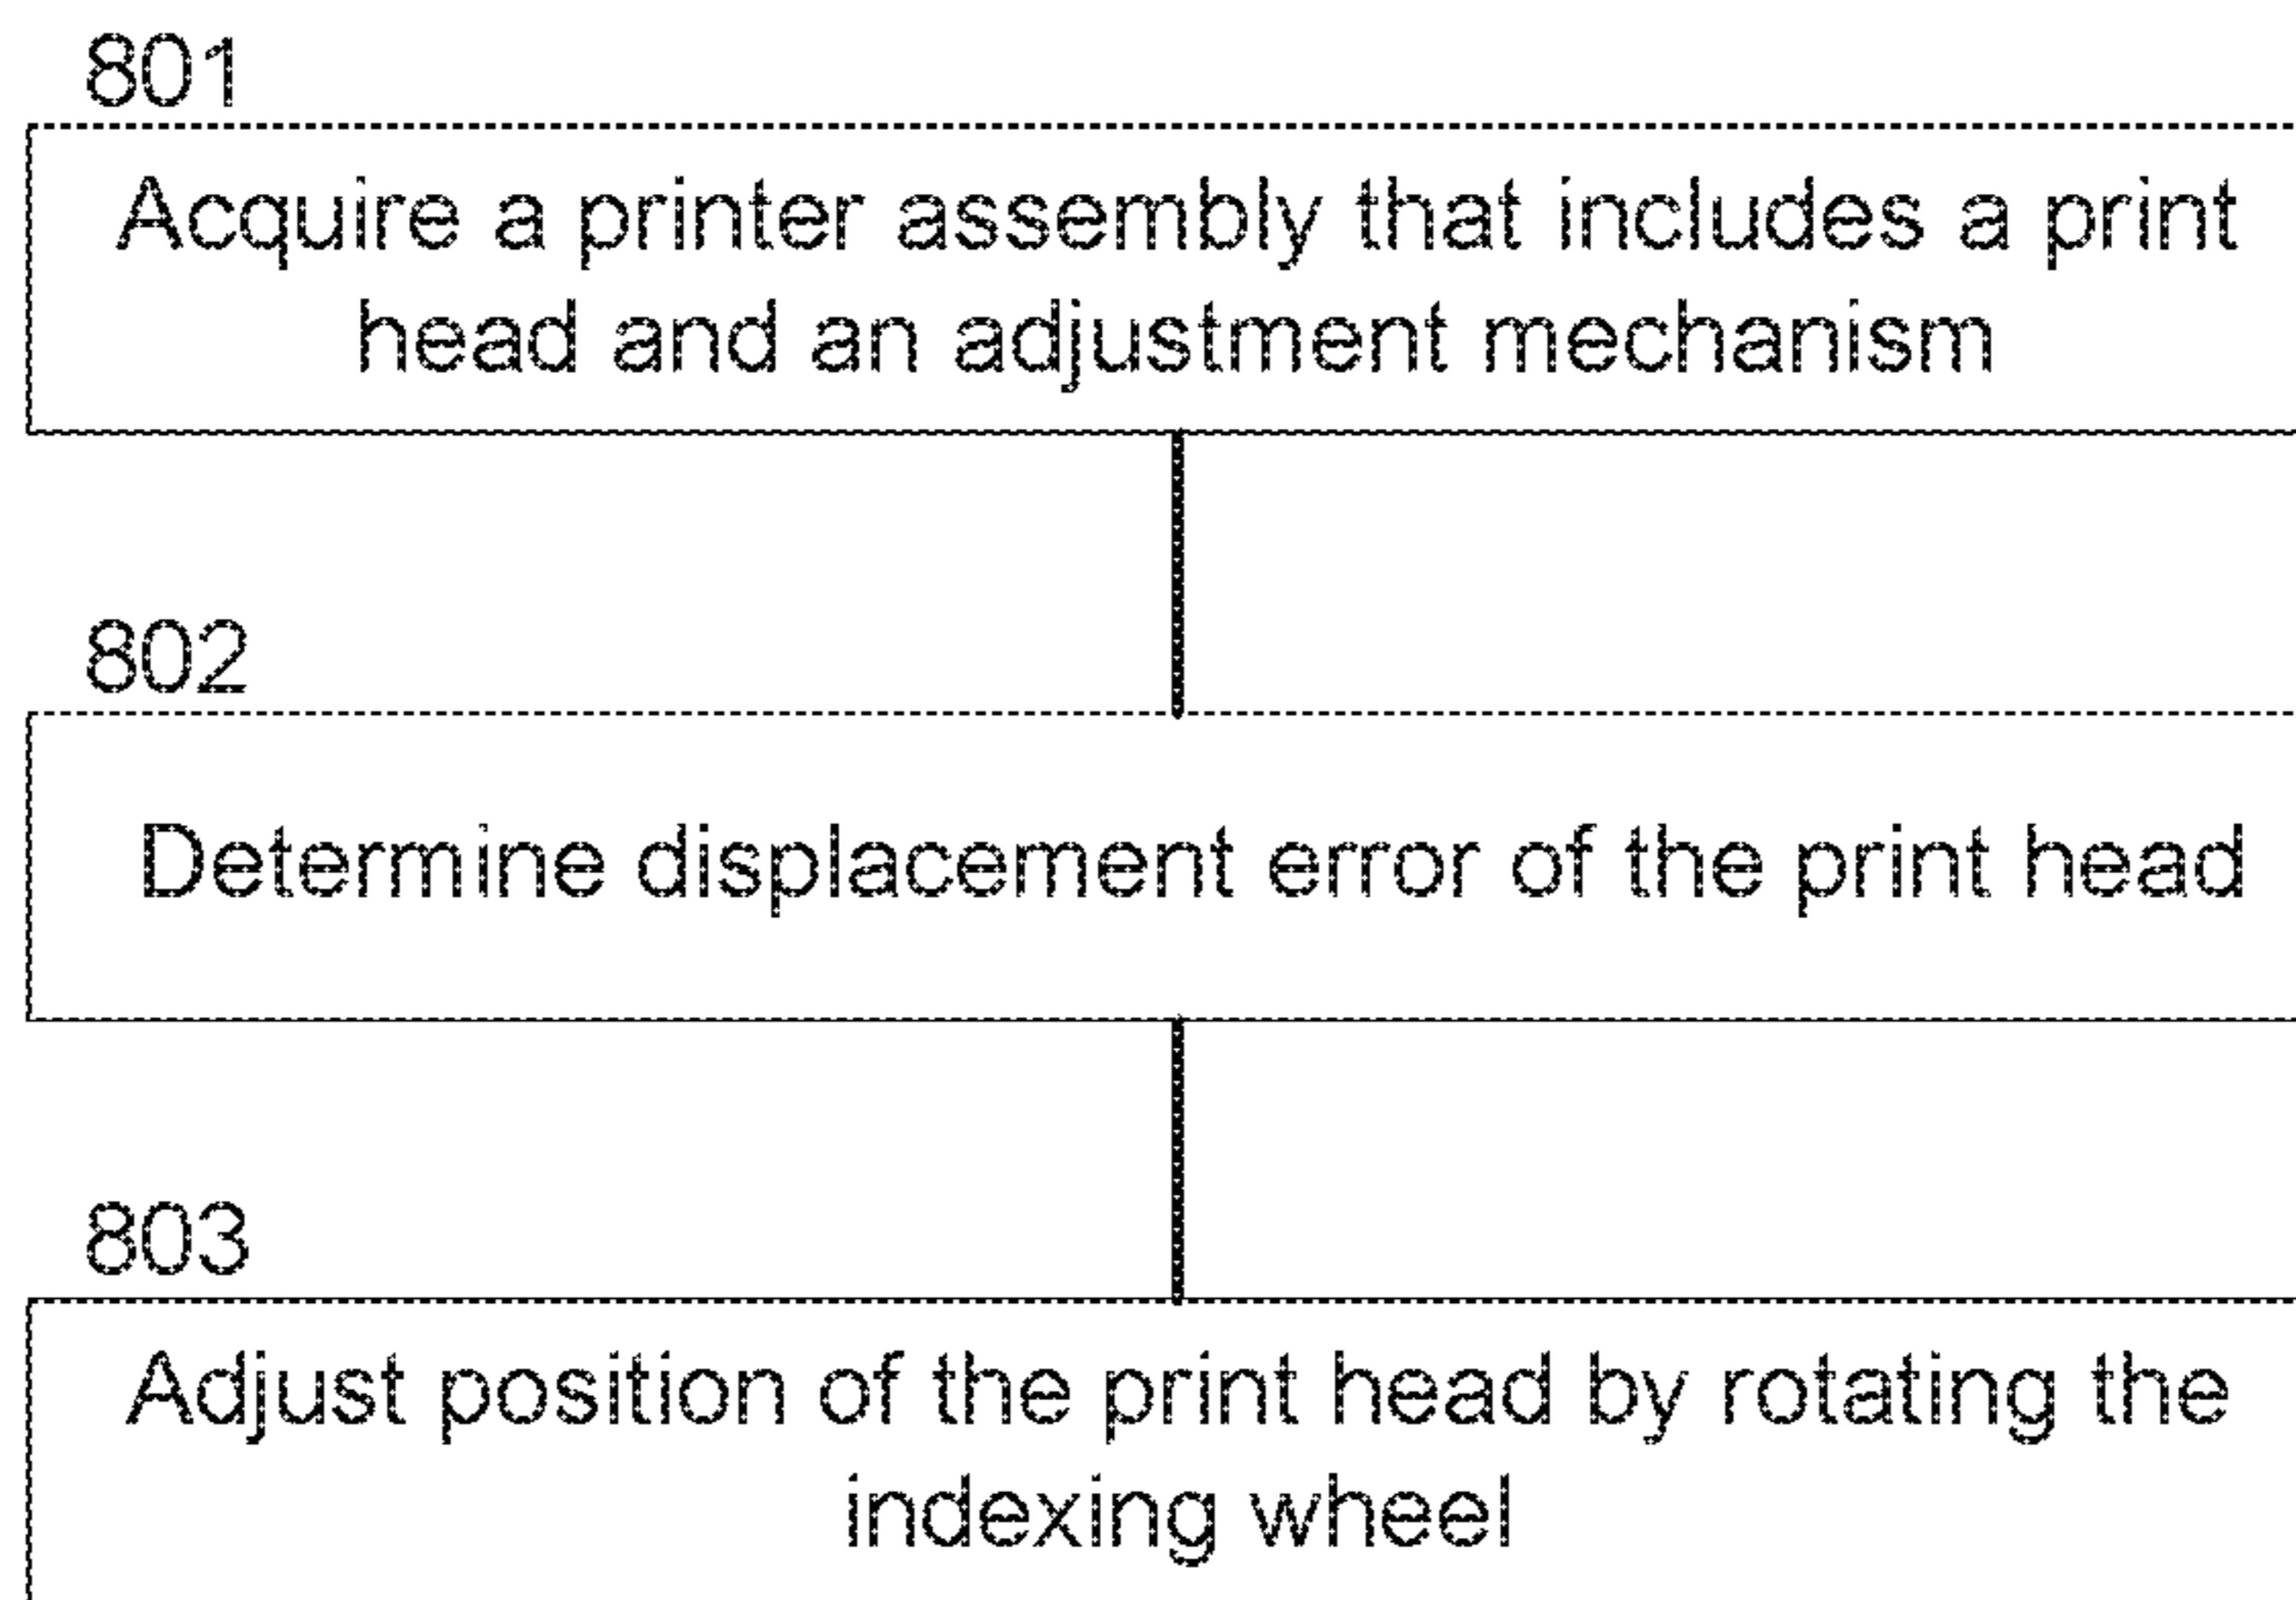 801
Acquire a printer assembly that includes a print
head and an adjustment mechanism
802
Determine displacement error of the print head
803
Adjust position of the print head by rotating the
indexing wheel